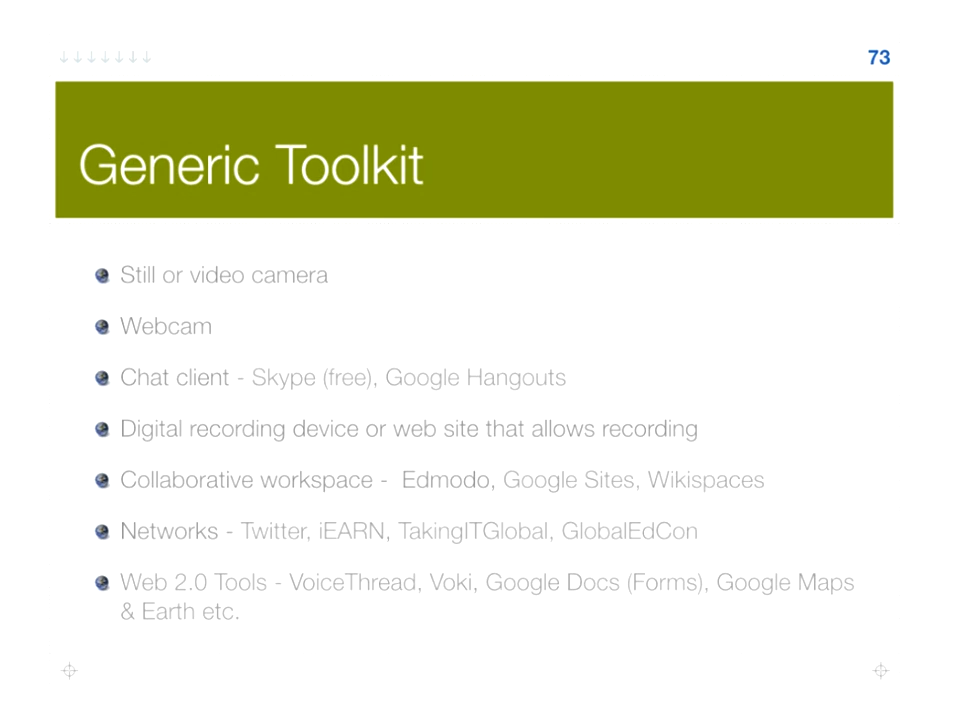 73
Generic Toolkit
Still or video camera
Webcam
Chat client - Skype (free), Google Hangouts
Digital recording device or web site that allows recording
Collaborative workspace - Edmodo, Google Sites, Wikispaces
Networks - Twitter, iEARN, TakingITGlobal, GlobalEdCon
Web 2.0 Tools - VoiceThread, Voki, Google Docs (Forms), Google Maps
& Earth etc.